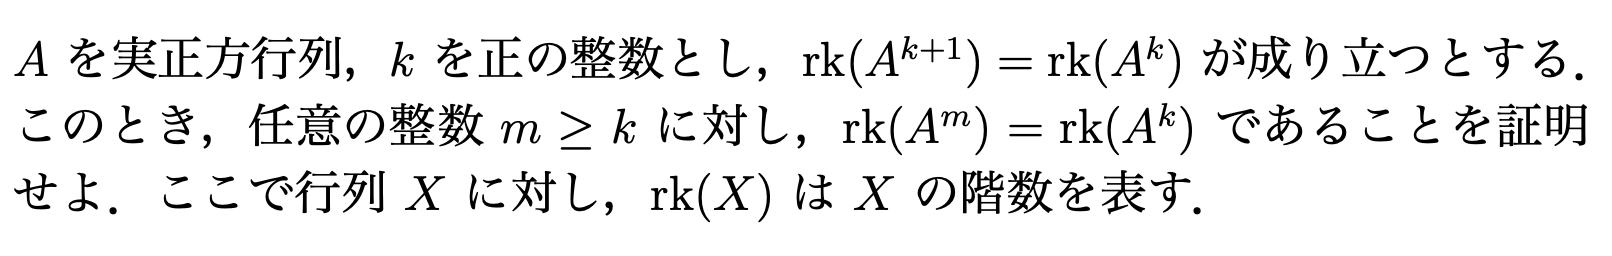 A を実正方行列，k を正の整数とし，rk(A^{k+1}) = rk(A^k) が成り立つとする．
このとき，任意の整数 m ≥ k に対し，rk(A^m) = rk(A^k) であることを証明
せよ．ここで行列 X に対し，rk(X) は X の階数を表す．